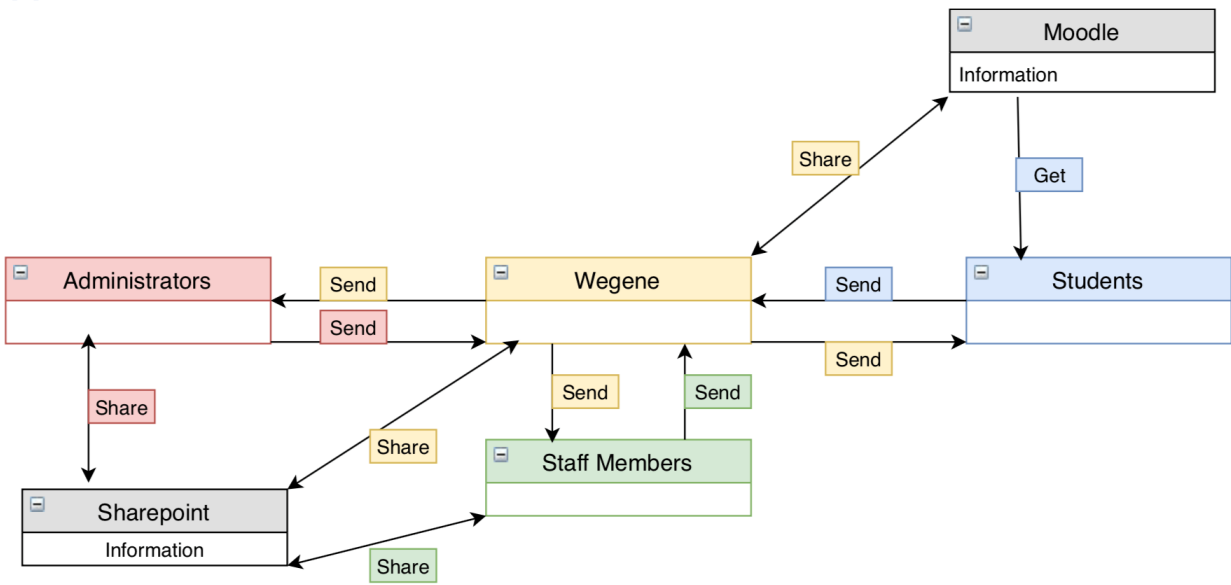 Moodle
Information
Share
Get
Administrators
Send
Wegene
Send
Students
Send
Send
Share
Send
Send
Share
Staff Members
Sharepoint
Information
Share